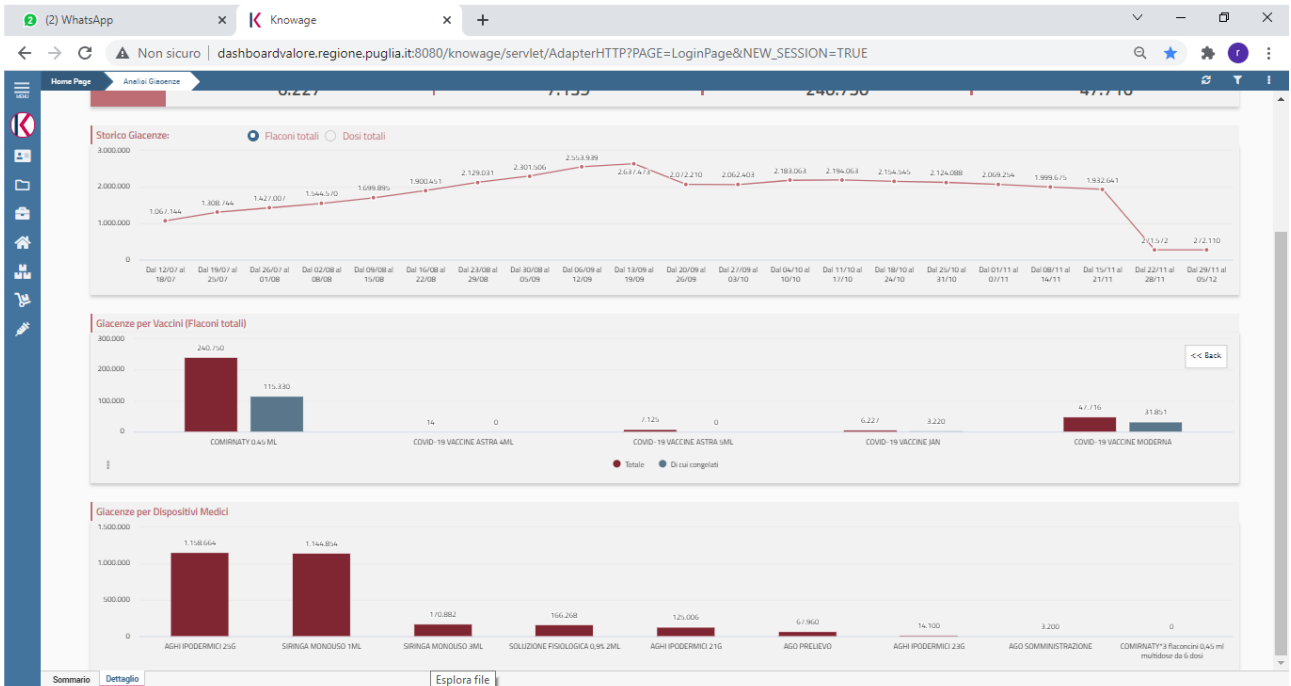 (2) WhatsApp
Knowage
Non sicuro | dashboardvalore.regione.puglia.it:8080/knowage/servlet/AdapterHTTP?PAGE=LoginPage&NEW_SESSION=TRUE
r
MENU
Home Page
Analisi Giacenze
6.227 7.139 240.750 47.716
Storico Giacenze: Flaconi totali Dosi totali
3.000.000
2.000.000
1.000.000
0
1.067.144 1.308.744 1.427.007 1.544.570 1.699.895 1.900.451 2.129.031 2.301.506 2.553.939 2.637.473 2.072.210 2.062.403 2.183.063 2.194.063 2.154.545 2.124.088 2.069.254 1.999.675 1.932.641 271.572 272.110
Dal 12/07 al 18/07
Dal 19/07 al 25/07
Dal 26/07 al 01/08
Dal 02/08 al 08/08
Dal 09/08 al 15/08
Dal 16/08 al 22/08
Dal 23/08 al 29/08
Dal 30/08 al 05/09
Dal 06/09 al 12/09
Dal 13/09 al 19/09
Dal 20/09 al 26/09
Dal 27/09 al 03/10
Dal 04/10 al 10/10
Dal 11/10 al 17/10
Dal 18/10 al 24/10
Dal 25/10 al 31/10
Dal 01/11 al 07/11
Dal 08/11 al 14/11
Dal 15/11 al 21/11
Dal 22/11 al 28/11
Dal 29/11 al 05/12
Giacenze per Vaccini (Flaconi totali)
<< Back
300.000
200.000
100.000
0
240.750 115.330 14 0 7.125 0 6.227 3.220 47.716 31.851
COMIRNATY 0.45 ML COVID-19 VACCINE ASTRA 4ML COVID-19 VACCINE ASTRA 5ML COVID-19 VACCINE JAN COVID-19 VACCINE MODERNA
Totale Di cui congelati
Giacenze per Dispositivi Medici
1.500.000
1.000.000
500.000
0
1.158.664 1.144.854 170.882 166.268 125.006 67.960 14.100 3.200 0
AGHI IPODERMICI 25G SIRINGA MONOUSO 1ML SIRINGA MONOUSO 3ML SOLUZIONE FISIOLOGICA 0,9% 2ML AGHI IPODERMICI 21G AGO PRELIEVO AGHI IPODERMICI 23G AGO SOMMINISTRAZIONE COMIRNATY*3 flaconcini 0,45 ml
multidose da 6 dosi
Sommario Dettaglio
Esplora file